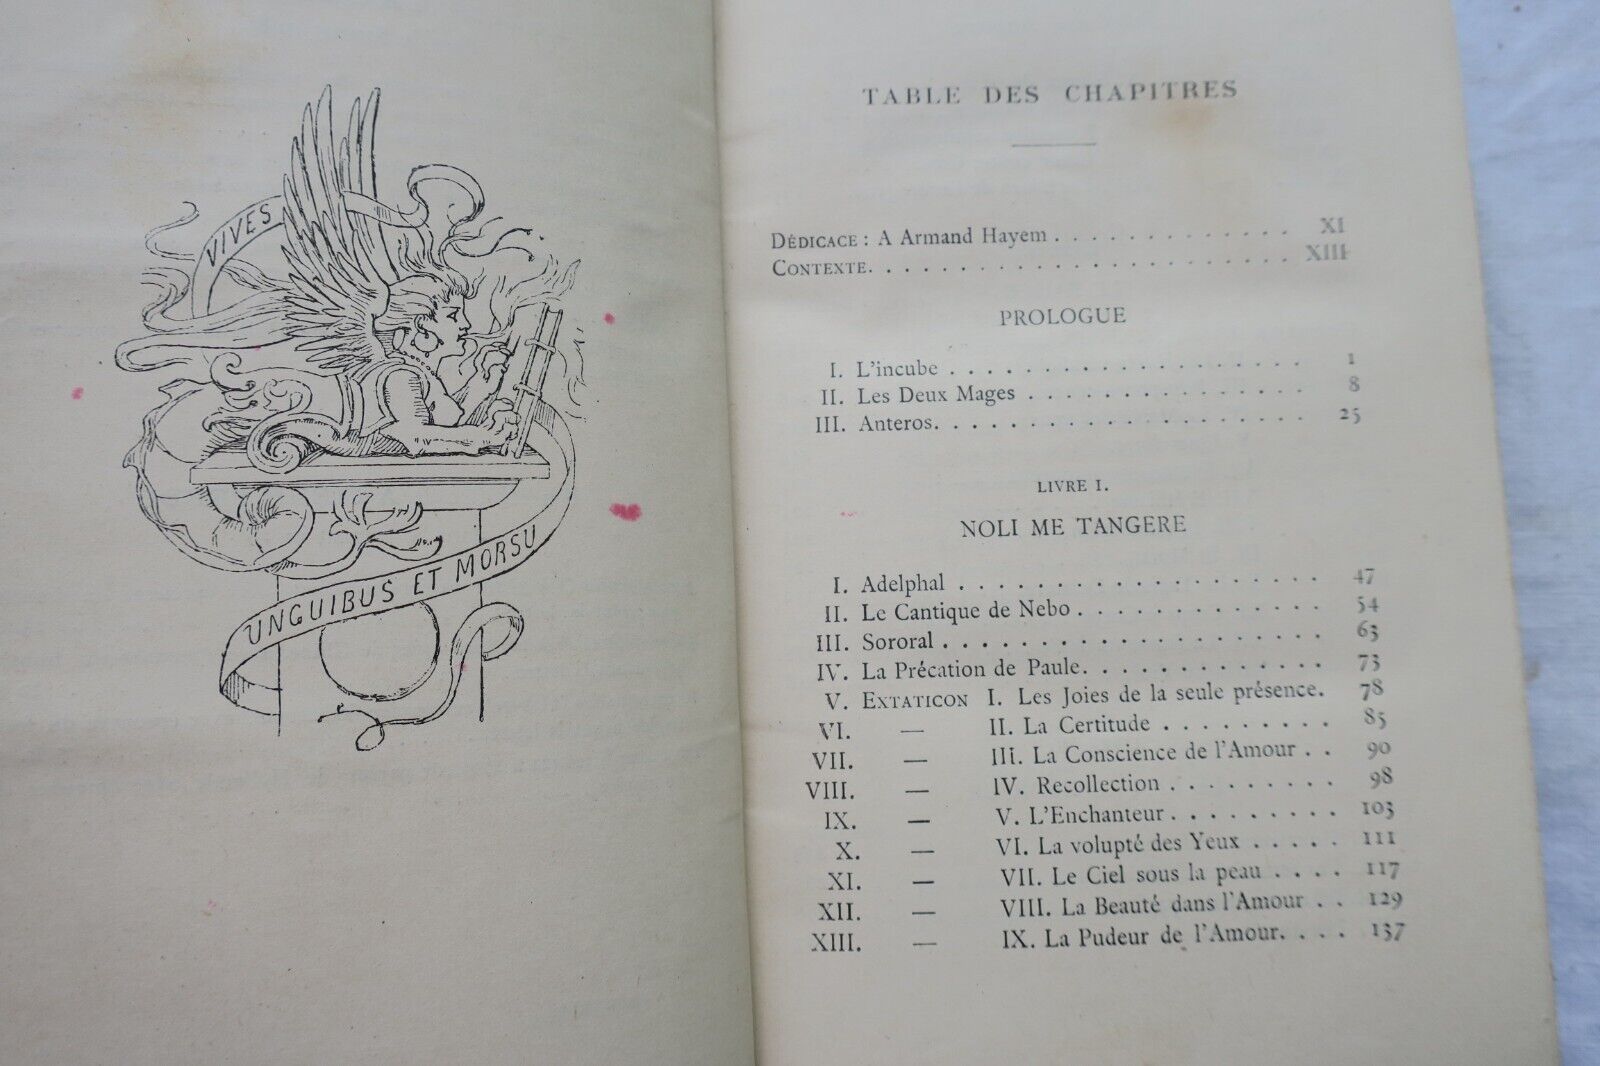 VIVES
UNGUIBUS ET MORSU
TABLE DES CHAPITRES
DÉDICACE : A Armand Hayem . . . . . . . . . . . . . XI
CONTEXTE. . . . . . . . . . . . . . . . . . . . . . . . XIII
PROLOGUE
I. L'incube . . . . . . . . . . . . . . . . . . . . 1
II. Les Deux Mages . . . . . . . . . . . . . . . 8
III. Anteros. . . . . . . . . . . . . . . . . . . . 25
LIVRE I.
NOLI ME TANGERE
I. Adelphal . . . . . . . . . . . . . . . . . . . . 47
II. Le Cantique de Nebo . . . . . . . . . . . . . 54
III. Sororal . . . . . . . . . . . . . . . . . . . . 63
IV. La Précation de Paule. . . . . . . . . . . . . 73
V. EXTATICON I. Les Joies de la seule présence. 78
VI. — II. La Certitude . . . . . . . . . 85
VII. — III. La Conscience de l'Amour . . 90
VIII. — IV. Recollection . . . . . . . . . 98
IX. — V. L'Enchanteur . . . . . . . . . 103
X. — VI. La volupté des Yeux . . . . . 111
XI. — VII. Le Ciel sous la peau . . . . 117
XII. — VIII. La Beauté dans l'Amour . . 129
XIII. — IX. La Pudeur de l'Amour. . . . 137